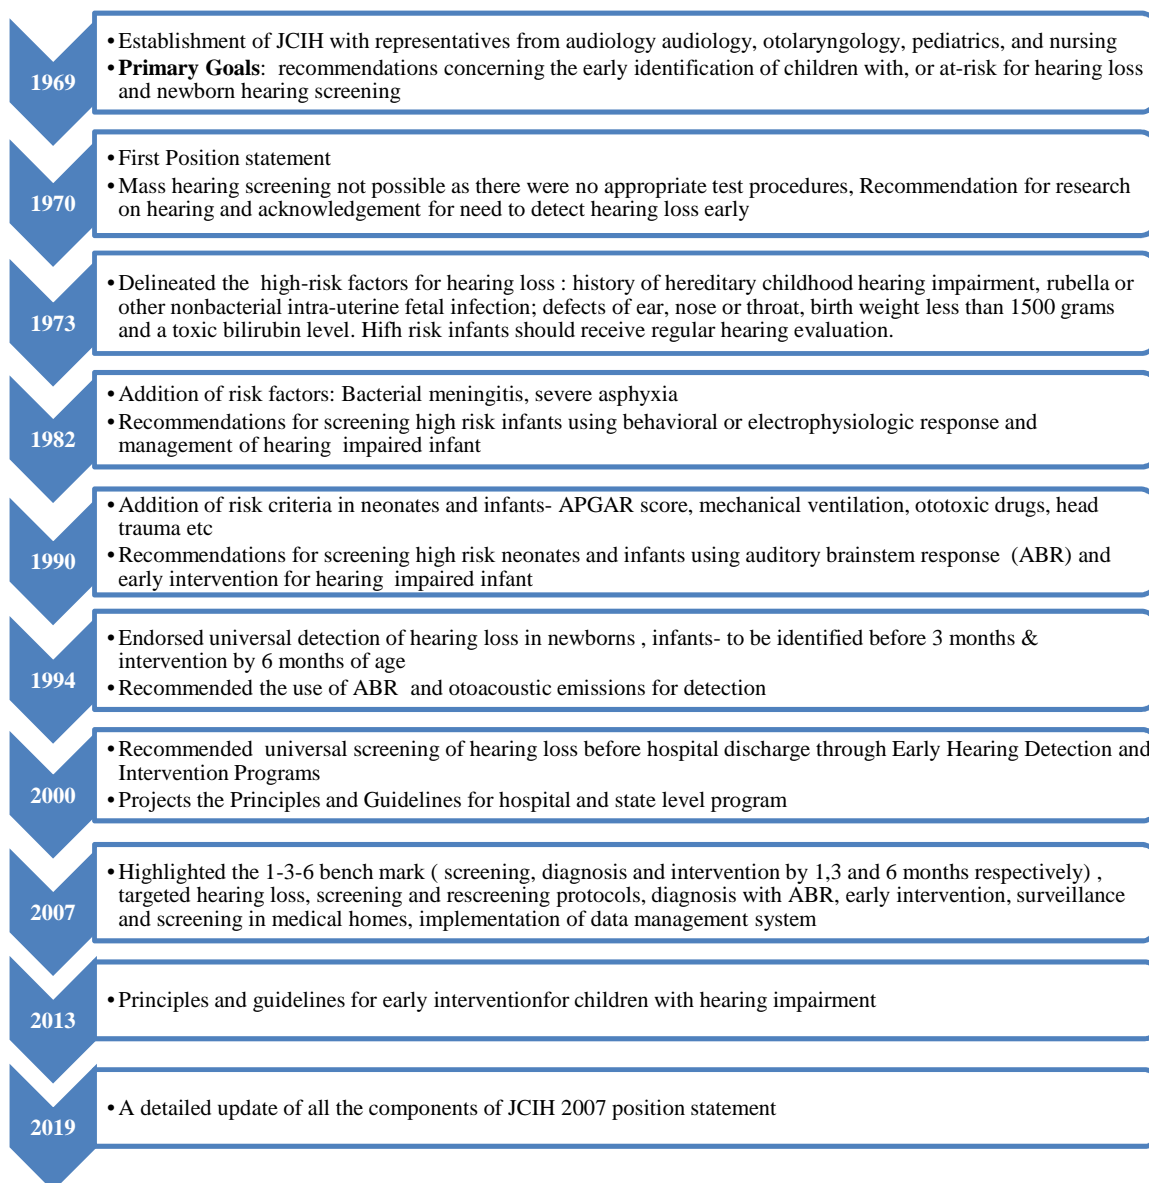 1969
• Establishment of JCIH with representatives from audiology audiology, otolaryngology, pediatrics, and nursing
• Primary Goals: recommendations concerning the early identification of children with, or at-risk for hearing loss
and newborn hearing screening
1970
• First Position statement
• Mass hearing screening not possible as there were no appropriate test procedures, Recommendation for research
on hearing and acknowledgement for need to detect hearing loss early
1973
• Delineated the high-risk factors for hearing loss : history of hereditary childhood hearing impairment, rubella or
other nonbacterial intra-uterine fetal infection; defects of ear, nose or throat, birth weight less than 1500 grams
and a toxic bilirubin level. Hifh risk infants should receive regular hearing evaluation.
1982
• Addition of risk factors: Bacterial meningitis, severe asphyxia
• Recommendations for screening high risk infants using behavioral or electrophysiologic response and
management of hearing impaired infant
1990
• Addition of risk criteria in neonates and infants- APGAR score, mechanical ventilation, ototoxic drugs, head
trauma etc
• Recommendations for screening high risk neonates and infants using auditory brainstem response (ABR) and
early intervention for hearing impaired infant
1994
• Endorsed universal detection of hearing loss in newborns , infants- to be identified before 3 months &
intervention by 6 months of age
• Recommended the use of ABR and otoacoustic emissions for detection
2000
• Recommended universal screening of hearing loss before hospital discharge through Early Hearing Detection and
Intervention Programs
• Projects the Principles and Guidelines for hospital and state level program
2007
• Highlighted the 1-3-6 bench mark ( screening, diagnosis and intervention by 1,3 and 6 months respectively) ,
targeted hearing loss, screening and rescreening protocols, diagnosis with ABR, early intervention, surveillance
and screening in medical homes, implementation of data management system
2013
• Principles and guidelines for early interventionfor children with hearing impairment
2019
• A detailed update of all the components of JCIH 2007 position statement